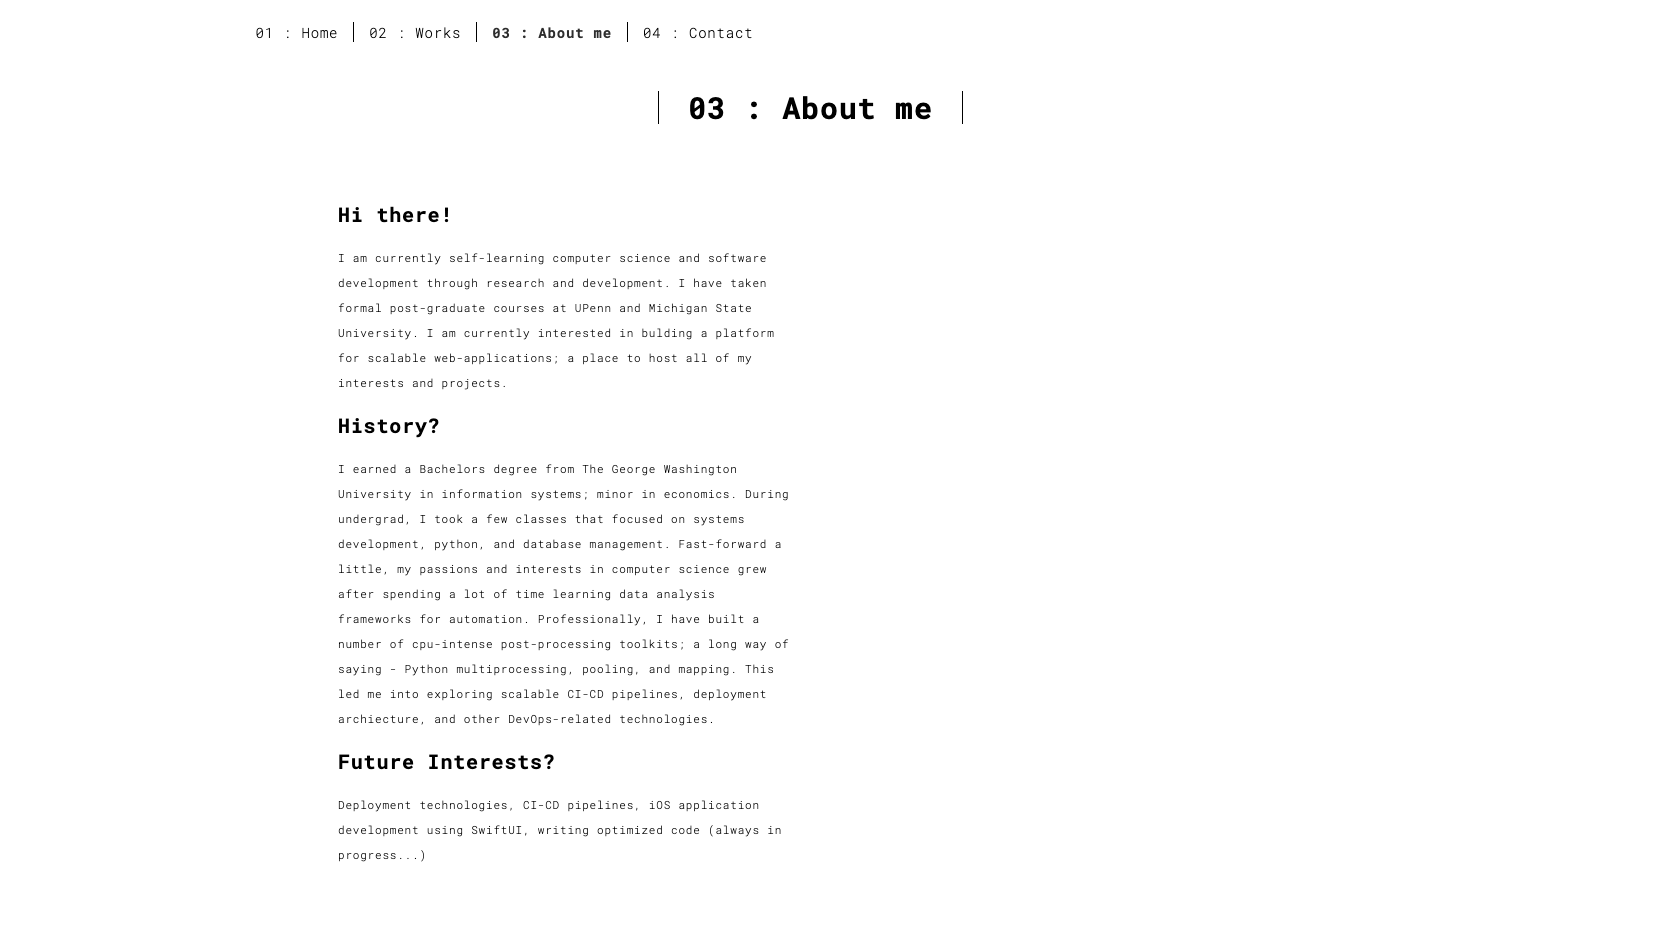 01 : Home | 02 : Works | 03 : About me | 04 : Contact
03 : About me
Hi there!
I am currently self-learning computer science and software
development through research and development. I have taken
formal post-graduate courses at UPenn and Michigan State
University. I am currently interested in bulding a platform
for scalable web-applications; a place to host all of my
interests and projects.
History?
I earned a Bachelors degree from The George Washington
University in information systems; minor in economics. During
undergrad, I took a few classes that focused on systems
development, python, and database management. Fast-forward a
little, my passions and interests in computer science grew
after spending a lot of time learning data analysis
frameworks for automation. Professionally, I have built a
number of cpu-intense post-processing toolkits; a long way of
saying - Python multiprocessing, pooling, and mapping. This
led me into exploring scalable CI-CD pipelines, deployment
archiecture, and other DevOps-related technologies.
Future Interests?
Deployment technologies, CI-CD pipelines, iOS application
development using SwiftUI, writing optimized code (always in
progress...)